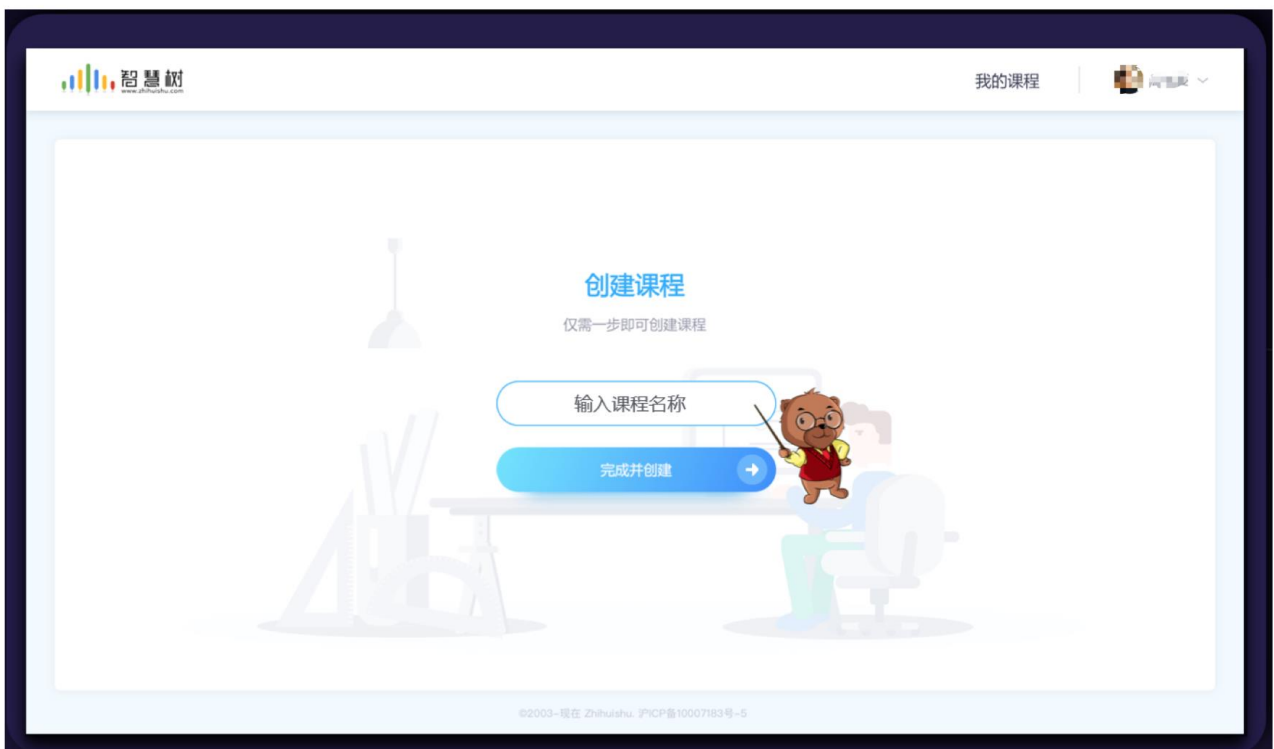 智慧树
www.zhihuishu.com
我的课程
创建课程
仅需一步即可创建课程
输入课程名称
完成并创建
©2003-现在 Zhihuishu. 沪ICP备10007183号-5